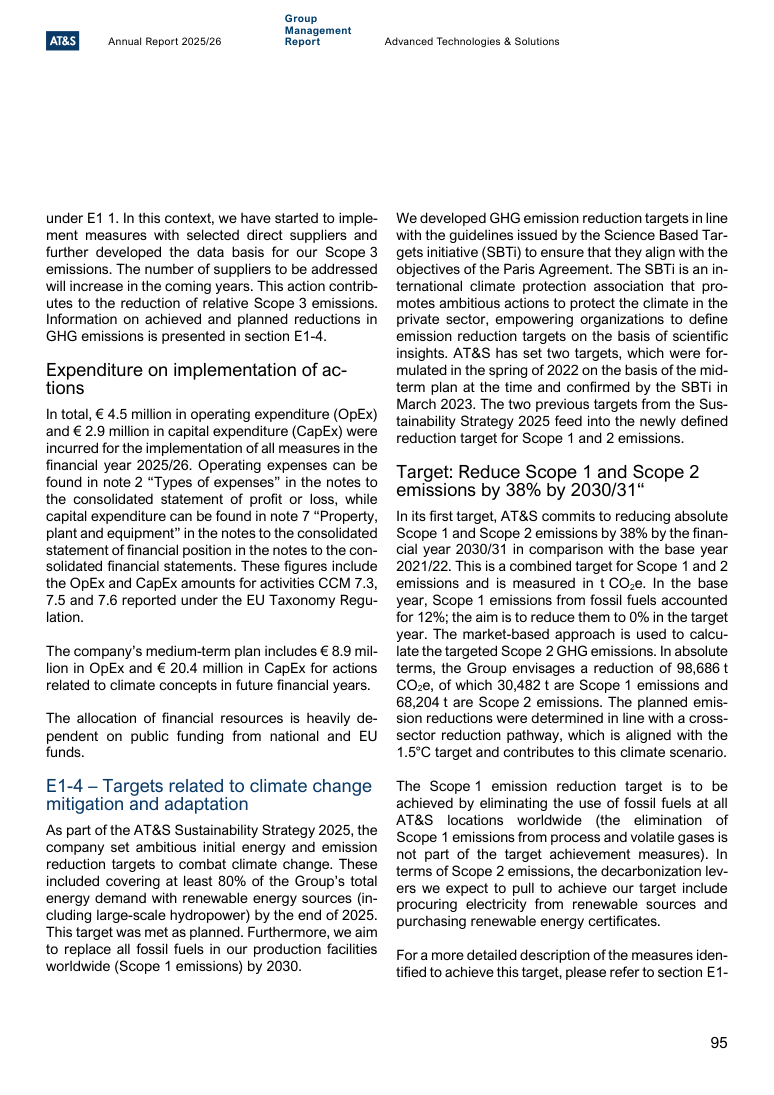 AT&S
Annual Report 2025/26
Group
Management
Report
Advanced Technologies & Solutions
under E1 1. In this context, we have started to imple-
ment measures with selected direct suppliers and
further developed the data basis for our Scope 3
emissions. The number of suppliers to be addressed
will increase in the coming years. This action contrib-
utes to the reduction of relative Scope 3 emissions.
Information on achieved and planned reductions in
GHG emissions is presented in section E1-4.
Expenditure on implementation of ac-
tions
In total, € 4.5 million in operating expenditure (OpEx)
and € 2.9 million in capital expenditure (CapEx) were
incurred for the implementation of all measures in the
financial year 2025/26. Operating expenses can be
found in note 2 “Types of expenses” in the notes to
the consolidated statement of profit or loss, while
capital expenditure can be found in note 7 “Property,
plant and equipment” in the notes to the consolidated
statement of financial position in the notes to the con-
solidated financial statements. These figures include
the OpEx and CapEx amounts for activities CCM 7.3,
7.5 and 7.6 reported under the EU Taxonomy Regu-
lation.
The company’s medium-term plan includes € 8.9 mil-
lion in OpEx and € 20.4 million in CapEx for actions
related to climate concepts in future financial years.
The allocation of financial resources is heavily de-
pendent on public funding from national and EU
funds.
E1-4 – Targets related to climate change
mitigation and adaptation
As part of the AT&S Sustainability Strategy 2025, the
company set ambitious initial energy and emission
reduction targets to combat climate change. These
included covering at least 80% of the Group’s total
energy demand with renewable energy sources (in-
cluding large-scale hydropower) by the end of 2025.
This target was met as planned. Furthermore, we aim
to replace all fossil fuels in our production facilities
worldwide (Scope 1 emissions) by 2030.
We developed GHG emission reduction targets in line
with the guidelines issued by the Science Based Tar-
gets initiative (SBTi) to ensure that they align with the
objectives of the Paris Agreement. The SBTi is an in-
ternational climate protection association that pro-
motes ambitious actions to protect the climate in the
private sector, empowering organizations to define
emission reduction targets on the basis of scientific
insights. AT&S has set two targets, which were for-
mulated in the spring of 2022 on the basis of the mid-
term plan at the time and confirmed by the SBTi in
March 2023. The two previous targets from the Sus-
tainability Strategy 2025 feed into the newly defined
reduction target for Scope 1 and 2 emissions.
Target: Reduce Scope 1 and Scope 2
emissions by 38% by 2030/31“
In its first target, AT&S commits to reducing absolute
Scope 1 and Scope 2 emissions by 38% by the finan-
cial year 2030/31 in comparison with the base year
2021/22. This is a combined target for Scope 1 and 2
emissions and is measured in t CO₂e. In the base
year, Scope 1 emissions from fossil fuels accounted
for 12%; the aim is to reduce them to 0% in the target
year. The market-based approach is used to calcu-
late the targeted Scope 2 GHG emissions. In absolute
terms, the Group envisages a reduction of 98,686 t
CO₂e, of which 30,482 t are Scope 1 emissions and
68,204 t are Scope 2 emissions. The planned emis-
sion reductions were determined in line with a cross-
sector reduction pathway, which is aligned with the
1.5°C target and contributes to this climate scenario.
The Scope 1 emission reduction target is to be
achieved by eliminating the use of fossil fuels at all
AT&S locations worldwide (the elimination of
Scope 1 emissions from process and volatile gases is
not part of the target achievement measures). In
terms of Scope 2 emissions, the decarbonization lev-
ers we expect to pull to achieve our target include
procuring electricity from renewable sources and
purchasing renewable energy certificates.
For a more detailed description of the measures iden-
tified to achieve this target, please refer to section E1-
95